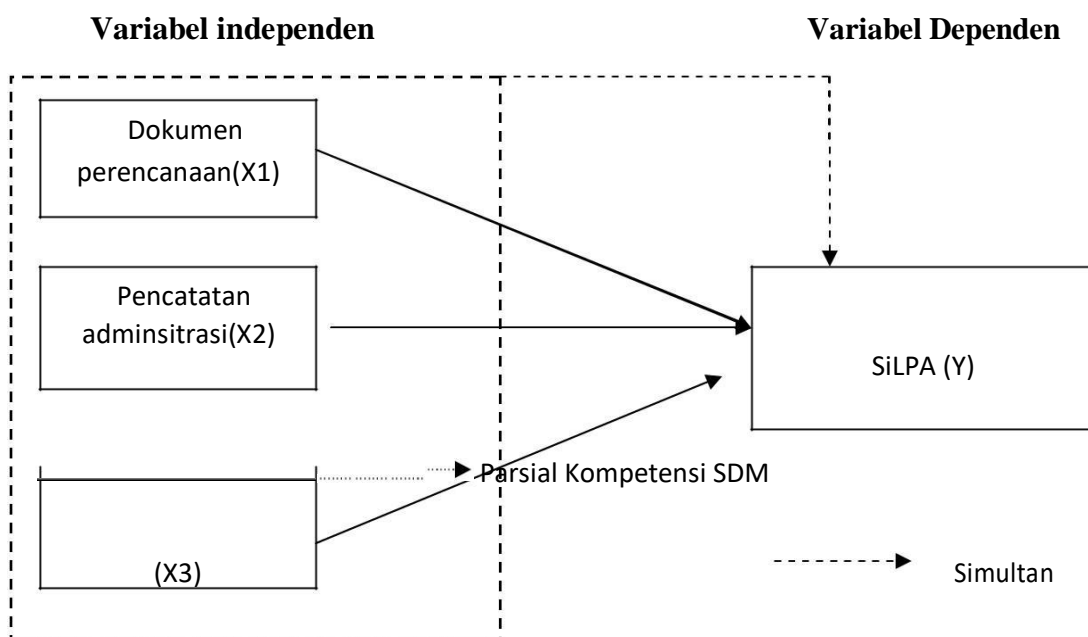 Variabel independen
Variabel Dependen
Dokumen
perencanaan(X1)
Pencatatan
adminsitrasi(X2)
SiLPA (Y)
Parsial Kompetensi SDM
(X3)
Simultan